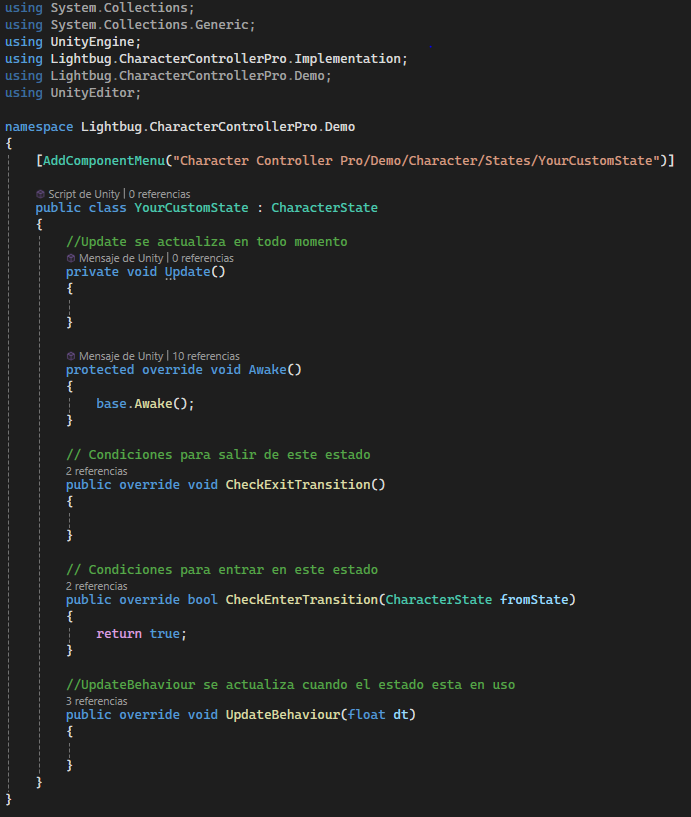 using System.Collections;
using System.Collections.Generic;
using UnityEngine;
using Lightbug.CharacterControllerPro.Implementation;
using Lightbug.CharacterControllerPro.Demo;
using UnityEditor;
namespace Lightbug.CharacterControllerPro.Demo
{
[AddComponentMenu("Character Controller Pro/Demo/Character/States/YourCustomState")]
Script de Unity | 0 referencias
public class YourCustomState : CharacterState
{
//Update se actualiza en todo momento
Mensaje de Unity | 0 referencias
private void Update()
{
}
Mensaje de Unity | 10 referencias
protected override void Awake()
{
base.Awake();
}
// Condiciones para salir de este estado
2 referencias
public override void CheckExitTransition()
{
}
// Condiciones para entrar en este estado
2 referencias
public override bool CheckEnterTransition(CharacterState fromState)
{
return true;
}
//UpdateBehaviour se actualiza cuando el estado esta en uso
3 referencias
public override void UpdateBehaviour(float dt)
{
}
}
}